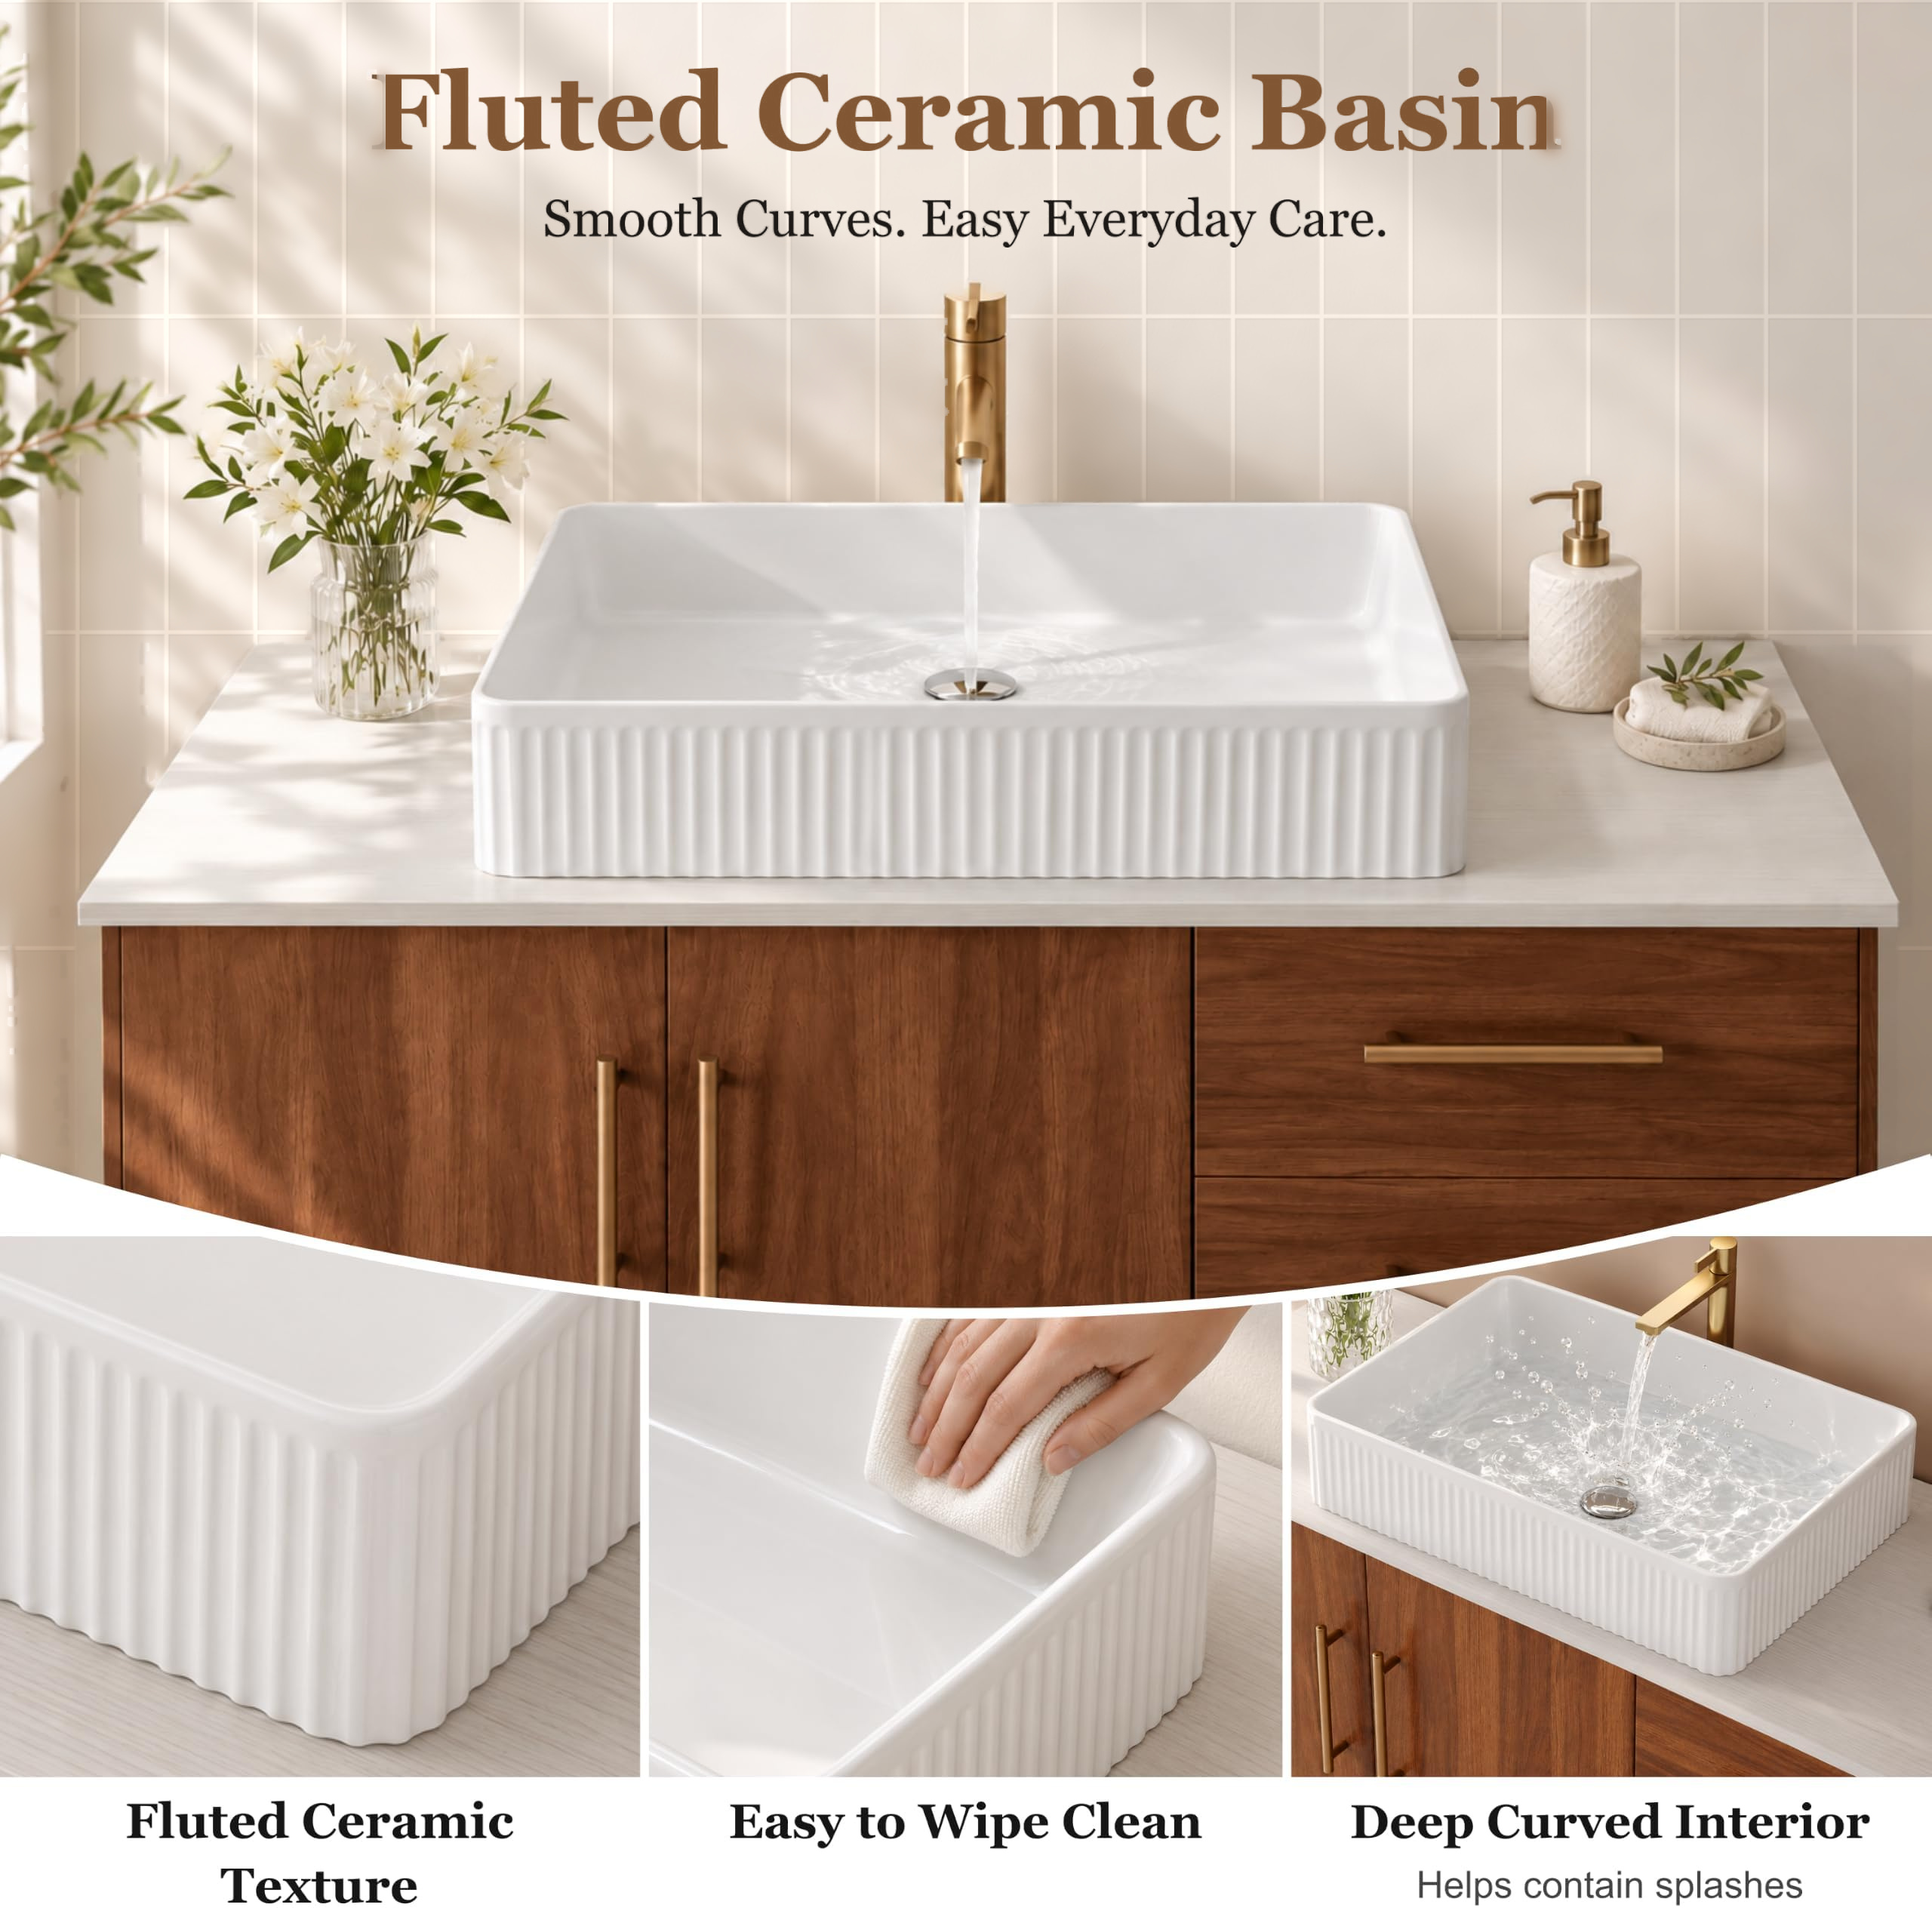 Fluted Ceramic Basin
Smooth Curves. Easy Everyday Care.
Fluted Ceramic
Texture
Easy to Wipe Clean
Deep Curved Interior
Helps contain splashes